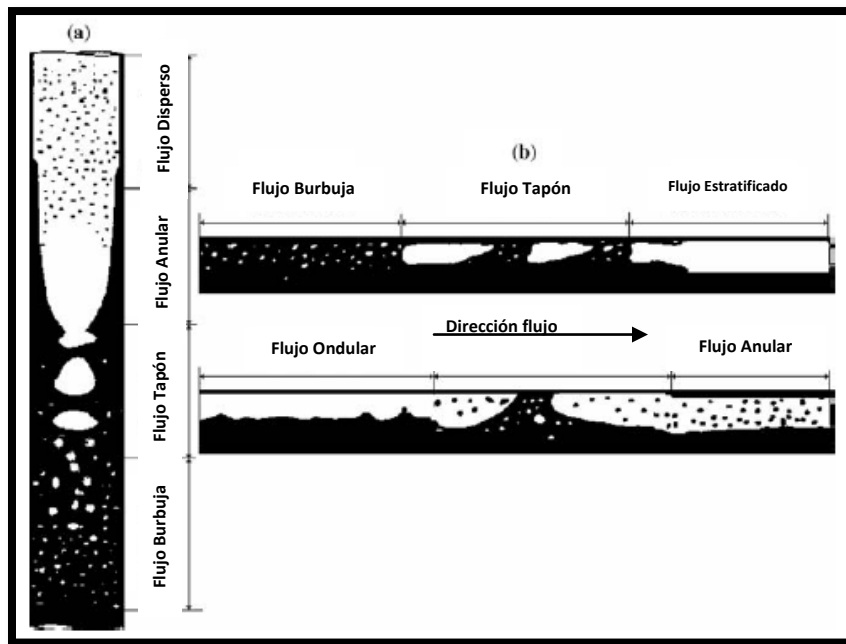 (a)
Flujo Disperso
Flujo Anular
Flujo Tapón
Flujo Burbuja
(b)
Flujo Burbuja
Flujo Tapón
Flujo Estratificado
Dirección flujo
Flujo Ondular
Flujo Anular